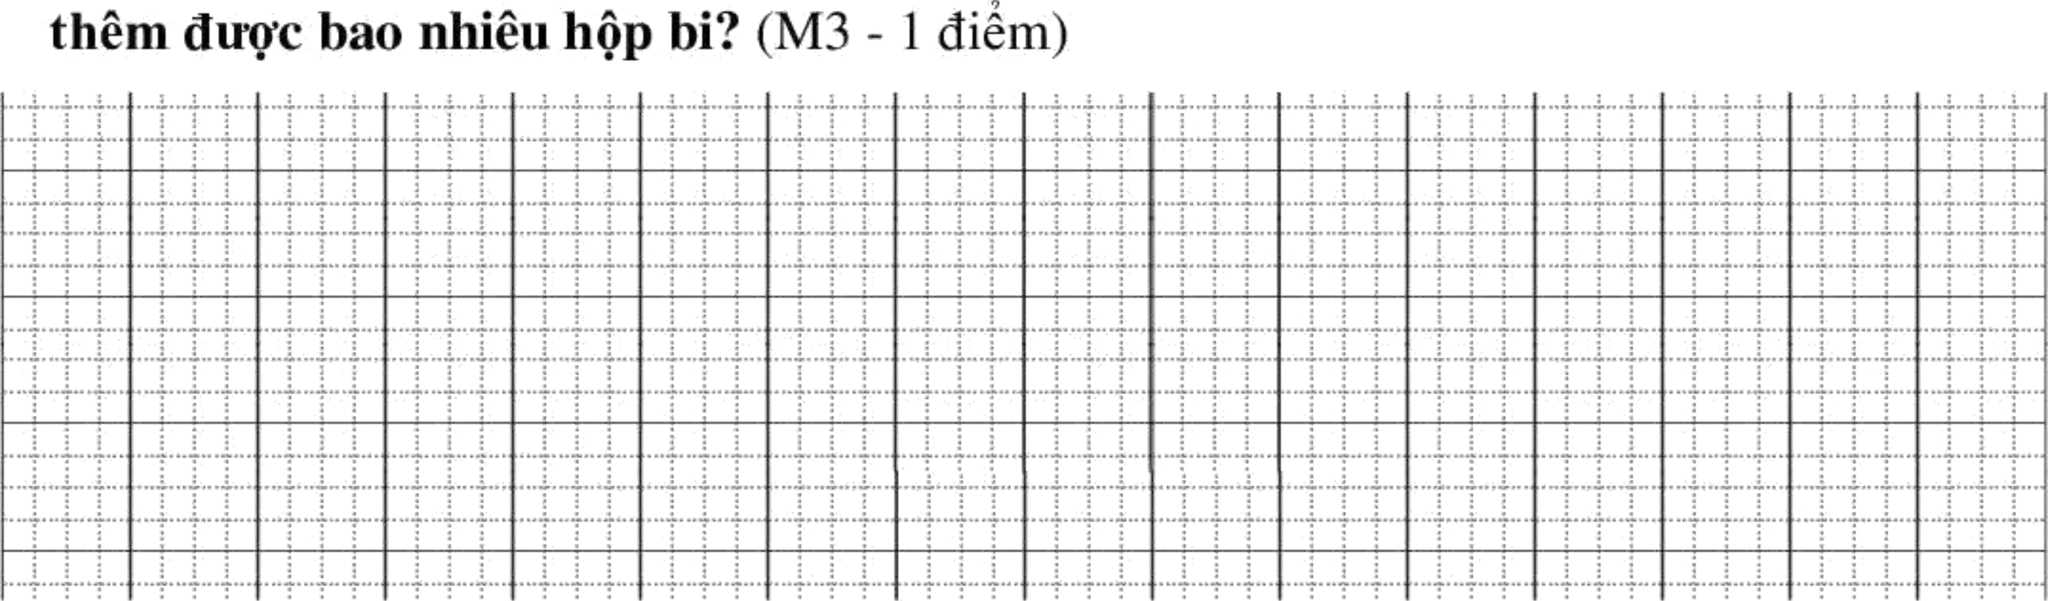 thêm được bao nhiêu hộp bi? (M3 - 1 điểm)